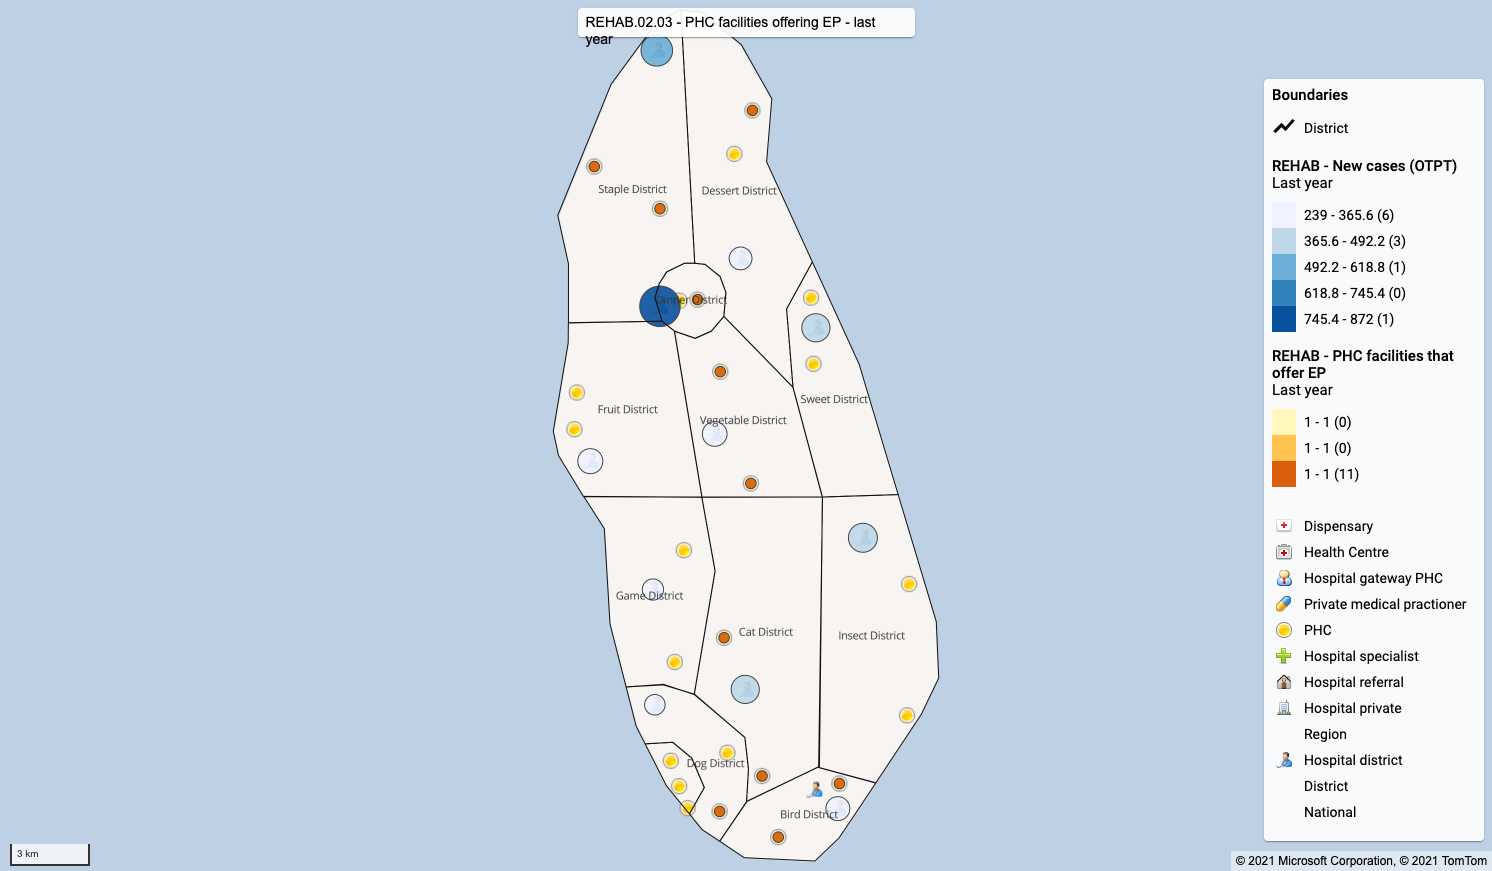 REHAB.02.03 - PHC facilities offering EP - last
year
Staple District
Dessert District
Dinner District
Fruit District
Vegetable District
Sweet District
Game District
Cat District
Insect District
Dog District
Bird District
Boundaries
District
REHAB - New cases (OTPT)
Last year
239 - 365.6 (6)
365.6 - 492.2 (3)
492.2 - 618.8 (1)
618.8 - 745.4 (0)
745.4 - 872 (1)
REHAB - PHC facilities that
offer EP
Last year
1 - 1 (0)
1 - 1 (0)
1 - 1 (11)
Dispensary
Health Centre
Hospital gateway PHC
Private medical practioner
PHC
Hospital specialist
Hospital referral
Hospital private
Region
Hospital district
District
National
3 km
© 2021 Microsoft Corporation, © 2021 TomTom